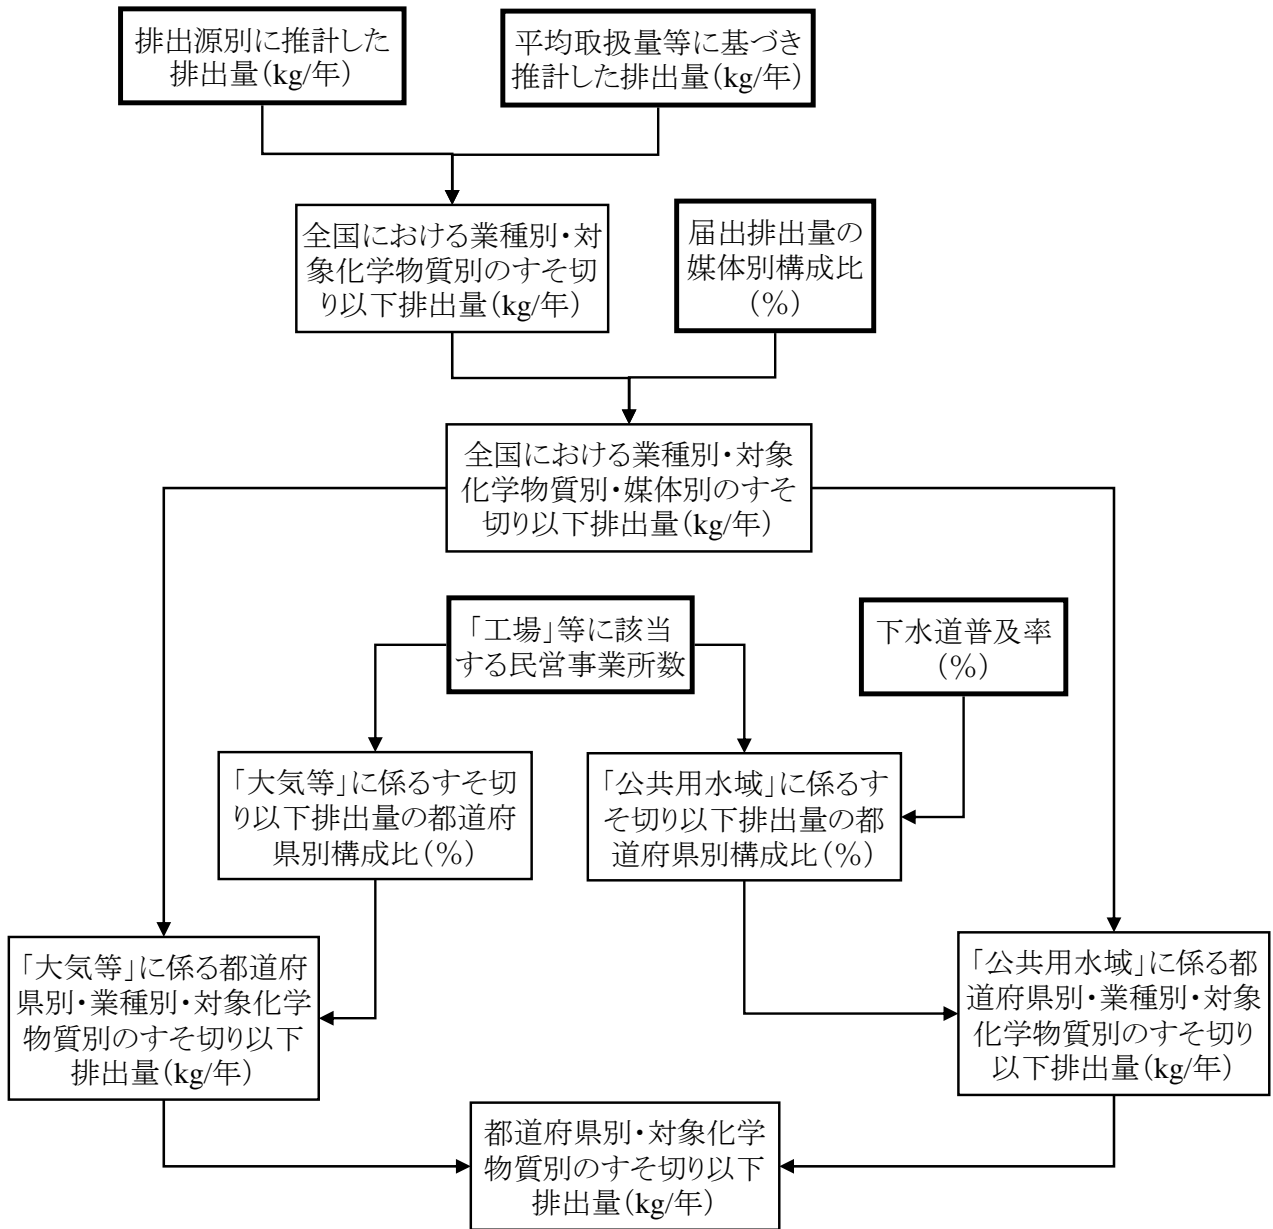 排出源別に推計した
排出量(kg/年)
平均取扱量等に基づき
推計した排出量(kg/年)
全国における業種別・対
象化学物質別のすそ切
り以下排出量(kg/年)
届出排出量の
媒体別構成比
(%)
全国における業種別・対象
化学物質別・媒体別のすそ
切り以下排出量(kg/年)
「工場」等に該当
する民営事業所数
下水道普及率
(%)
「大気等」に係るすそ切
り以下排出量の都道府
県別構成比(%)
「公共用水域」に係るす
そ切り以下排出量の都
道府県別構成比(%)
「大気等」に係る都道府
県別・業種別・対象化学
物質別のすそ切り以下
排出量(kg/年)
「公共用水域」に係る都
道府県別・業種別・対象
化学物質別のすそ切り
以下排出量(kg/年)
都道府県別・対象化学
物質別のすそ切り以下
排出量(kg/年)